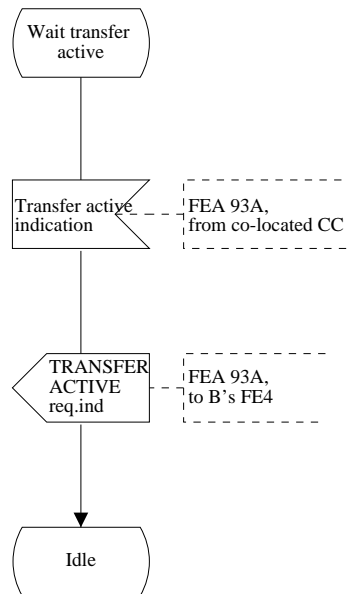 Wait transfer
active
Transfer active
indication
FEA 93A,
from co-located CC
TRANSFER
ACTIVE
req.ind
FEA 93A,
to B's FE4
Idle